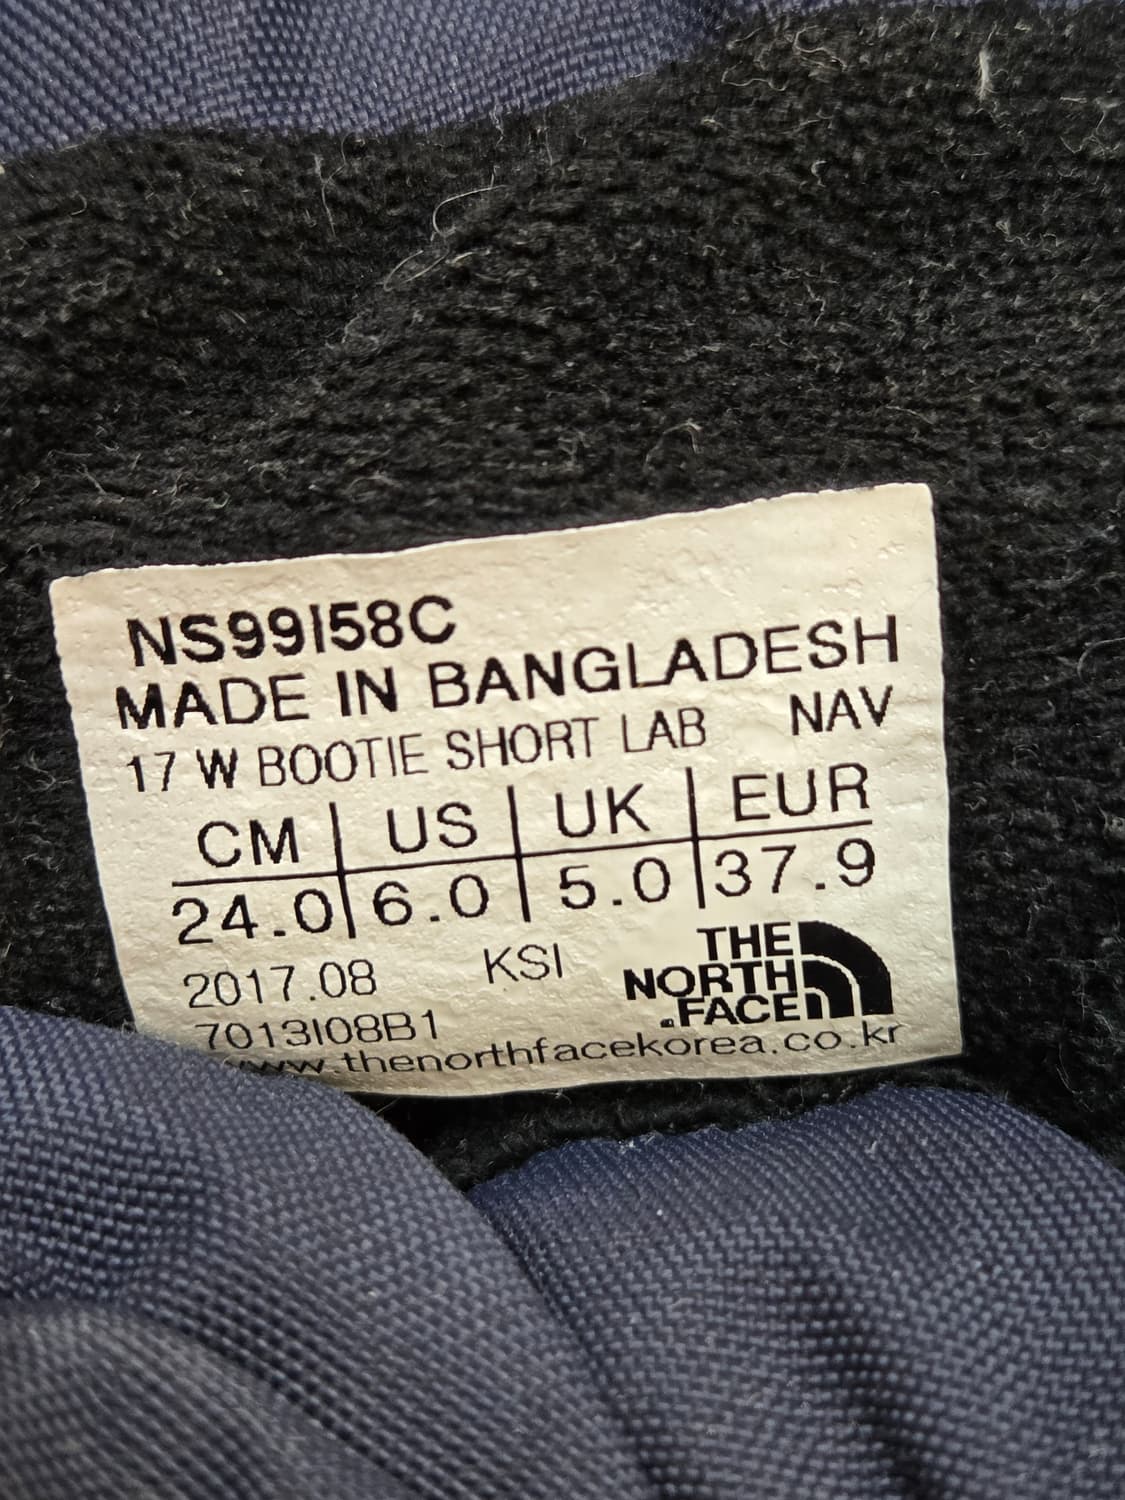 NS99I58C
MADE IN BANGLADESH
17 W BOOTIE SHORT LAB NAV
CM US UK EUR
24.0 6.0 5.0 37.9
2017.08 KSI
7013I08B1
THE
NORTH
FACE
www.thenorthfacekorea.co.kr